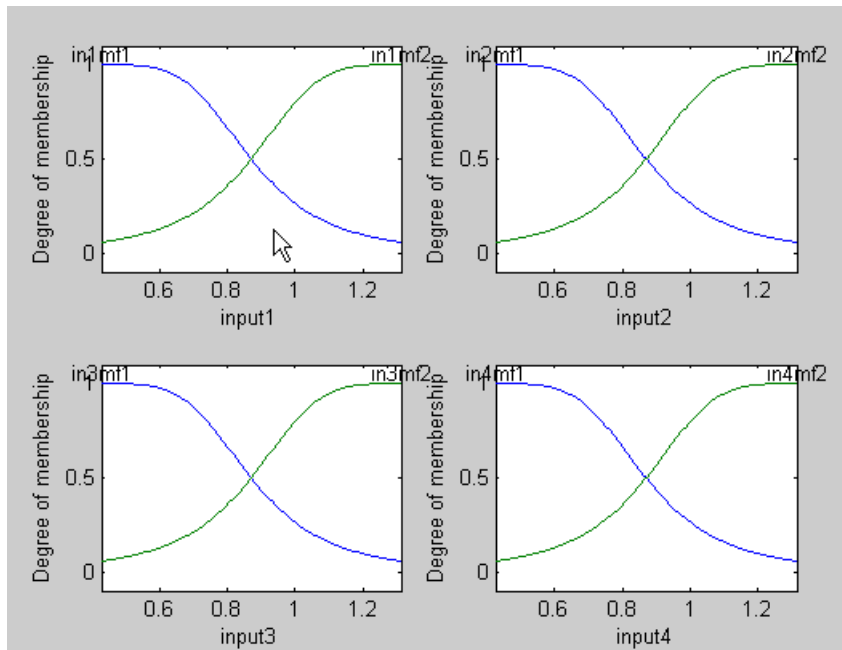 in1mf1 in1mf2
1
0.5
0
Degree of membership
0.6 0.8 1 1.2
input1
in2mf1 in2mf2
1
0.5
0
Degree of membership
0.6 0.8 1 1.2
input2
in3mf1 in3mf2
1
0.5
0
Degree of membership
0.6 0.8 1 1.2
input3
in4mf1 in4mf2
1
0.5
0
Degree of membership
0.6 0.8 1 1.2
input4